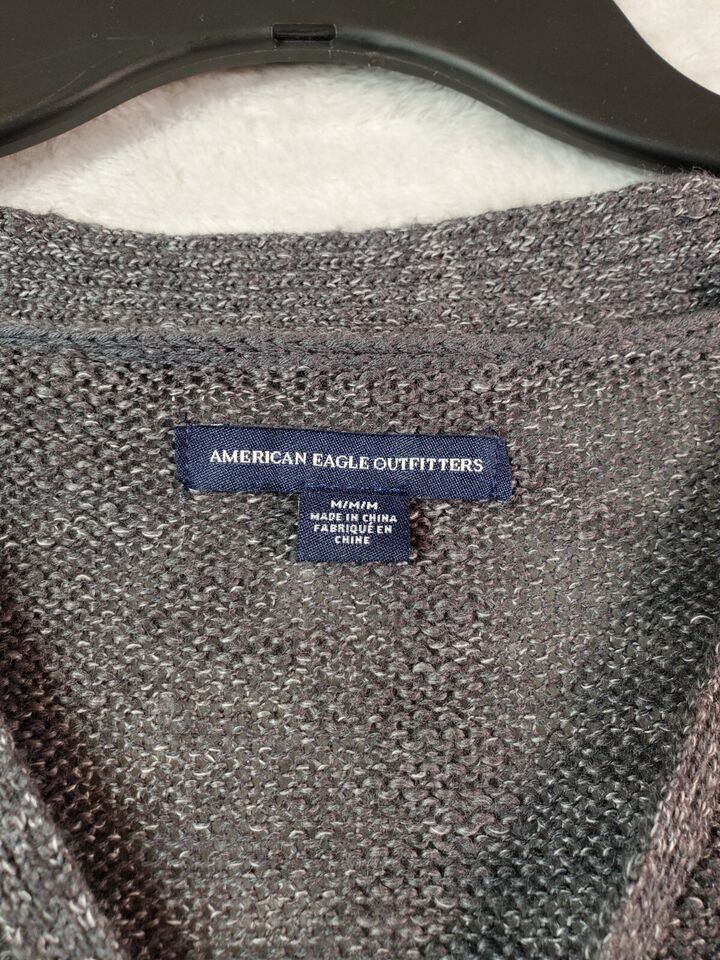 AMERICAN EAGLE OUTFITTERS
M/M/M
MADE IN CHINA
FABRIQUÉ EN
CHINE